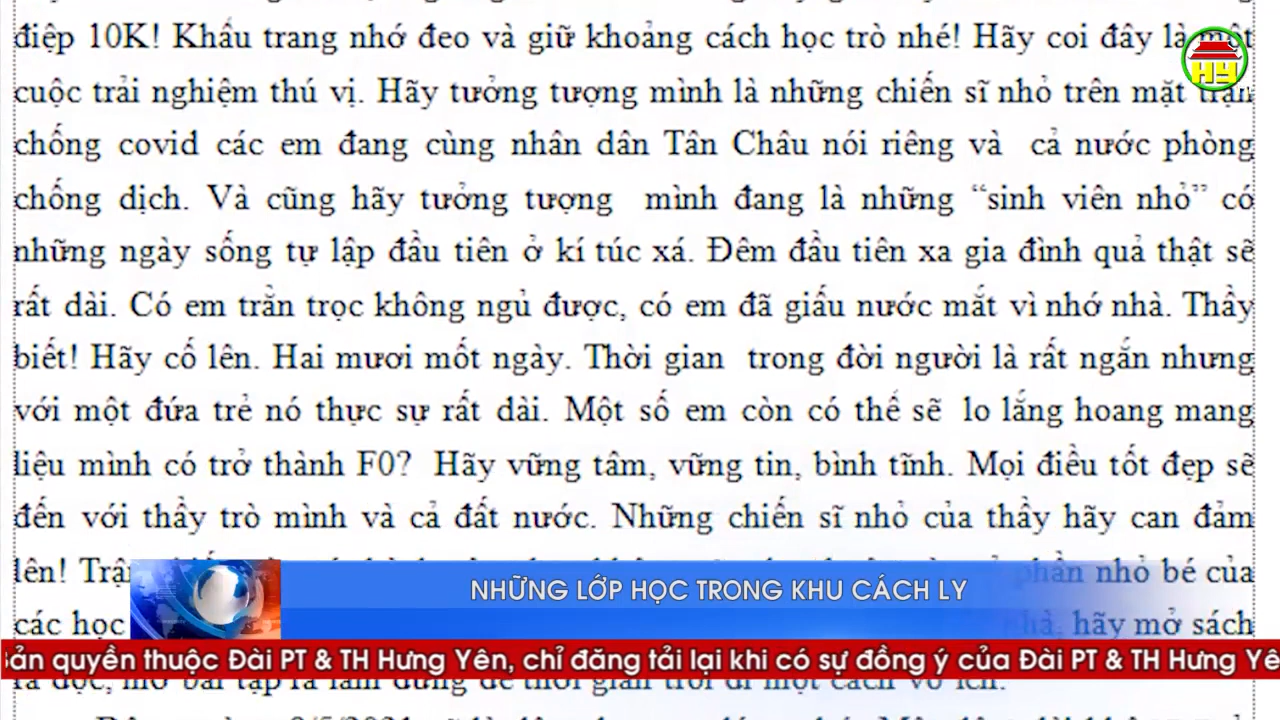 điệp 10K! Khẩu trang nhớ đeo và giữ khoảng cách học trò nhé! Hãy coi đây là một
cuộc trải nghiệm thú vị. Hãy tưởng tượng mình là những chiến sĩ nhỏ trên mặt trận
chống covid các em đang cùng nhân dân Tân Châu nói riêng và cả nước phòng
chống dịch. Và cũng hãy tưởng tượng mình đang là những “sinh viên nhỏ” có
những ngày sống tự lập đầu tiên ở kí túc xá. Đêm đầu tiên xa gia đình quả thật sẽ
rất dài. Có em trằn trọc không ngủ được, có em đã giấu nước mắt vì nhớ nhà. Thầy
biết! Hãy cố lên. Hai mươi mốt ngày. Thời gian trong đời người là rất ngắn nhưng
với một đứa trẻ nó thực sự rất dài. Một số em còn có thể sẽ lo lắng hoang mang
liệu mình có trở thành F0? Hãy vững tâm, vững tin, bình tĩnh. Mọi điều tốt đẹp sẽ
đến với thầy trò mình và cả đất nước. Những chiến sĩ nhỏ của thầy hãy can đảm
lên! phần nhỏ bé của
các học hãy mở sách
HY
NHỮNG LỚP HỌC TRONG KHU CÁCH LY
Bản quyền thuộc Đài PT & TH Hưng Yên, chỉ đăng tải lại khi có sự đồng ý của Đài PT & TH Hưng Yê